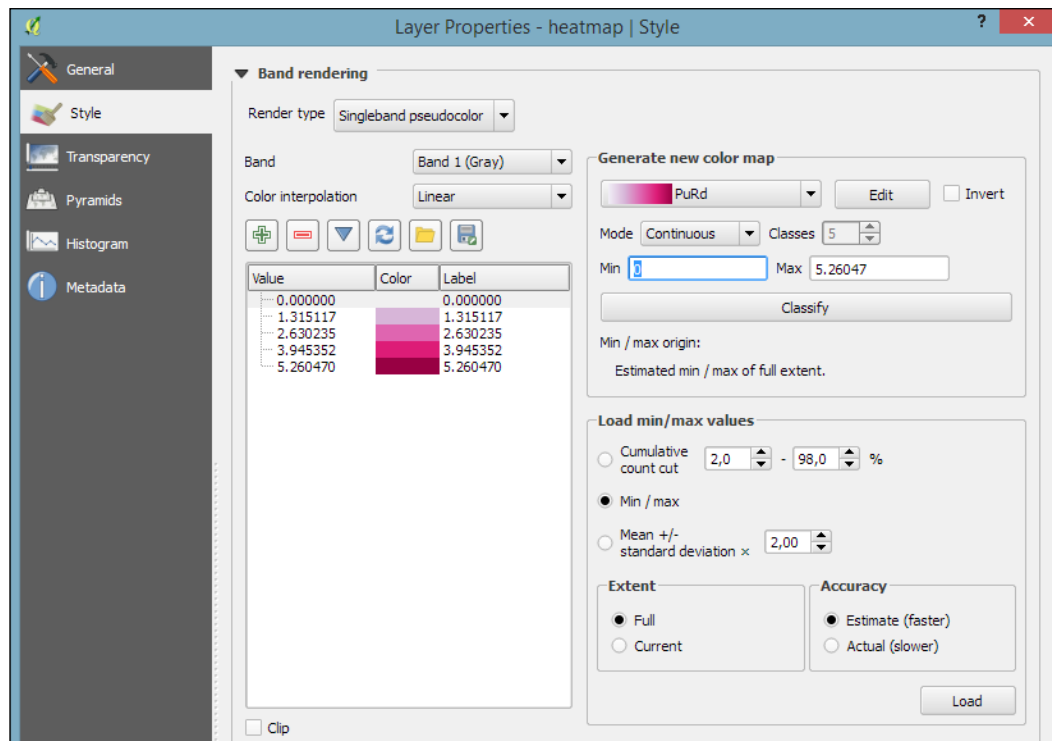 Layer Properties - heatmap | Style
?
General
Style
Transparency
Pyramids
Histogram
Metadata
Band rendering
Render type Singleband pseudocolor
Band Band 1 (Gray)
Color interpolation Linear
Value Color Label
0.000000 0.000000
1.315117 1.315117
2.630235 2.630235
3.945352 3.945352
5.260470 5.260470
Clip
Generate new color map
PuRd Edit Invert
Mode Continuous Classes 5
Min 0 Max 5.26047
Classify
Min / max origin:
Estimated min / max of full extent.
Load min/max values
Cumulative
count cut 2,0 - 98,0 %
Min / max
Mean +/-
standard deviation × 2,00
Extent
Full
Current
Accuracy
Estimate (faster)
Actual (slower)
Load